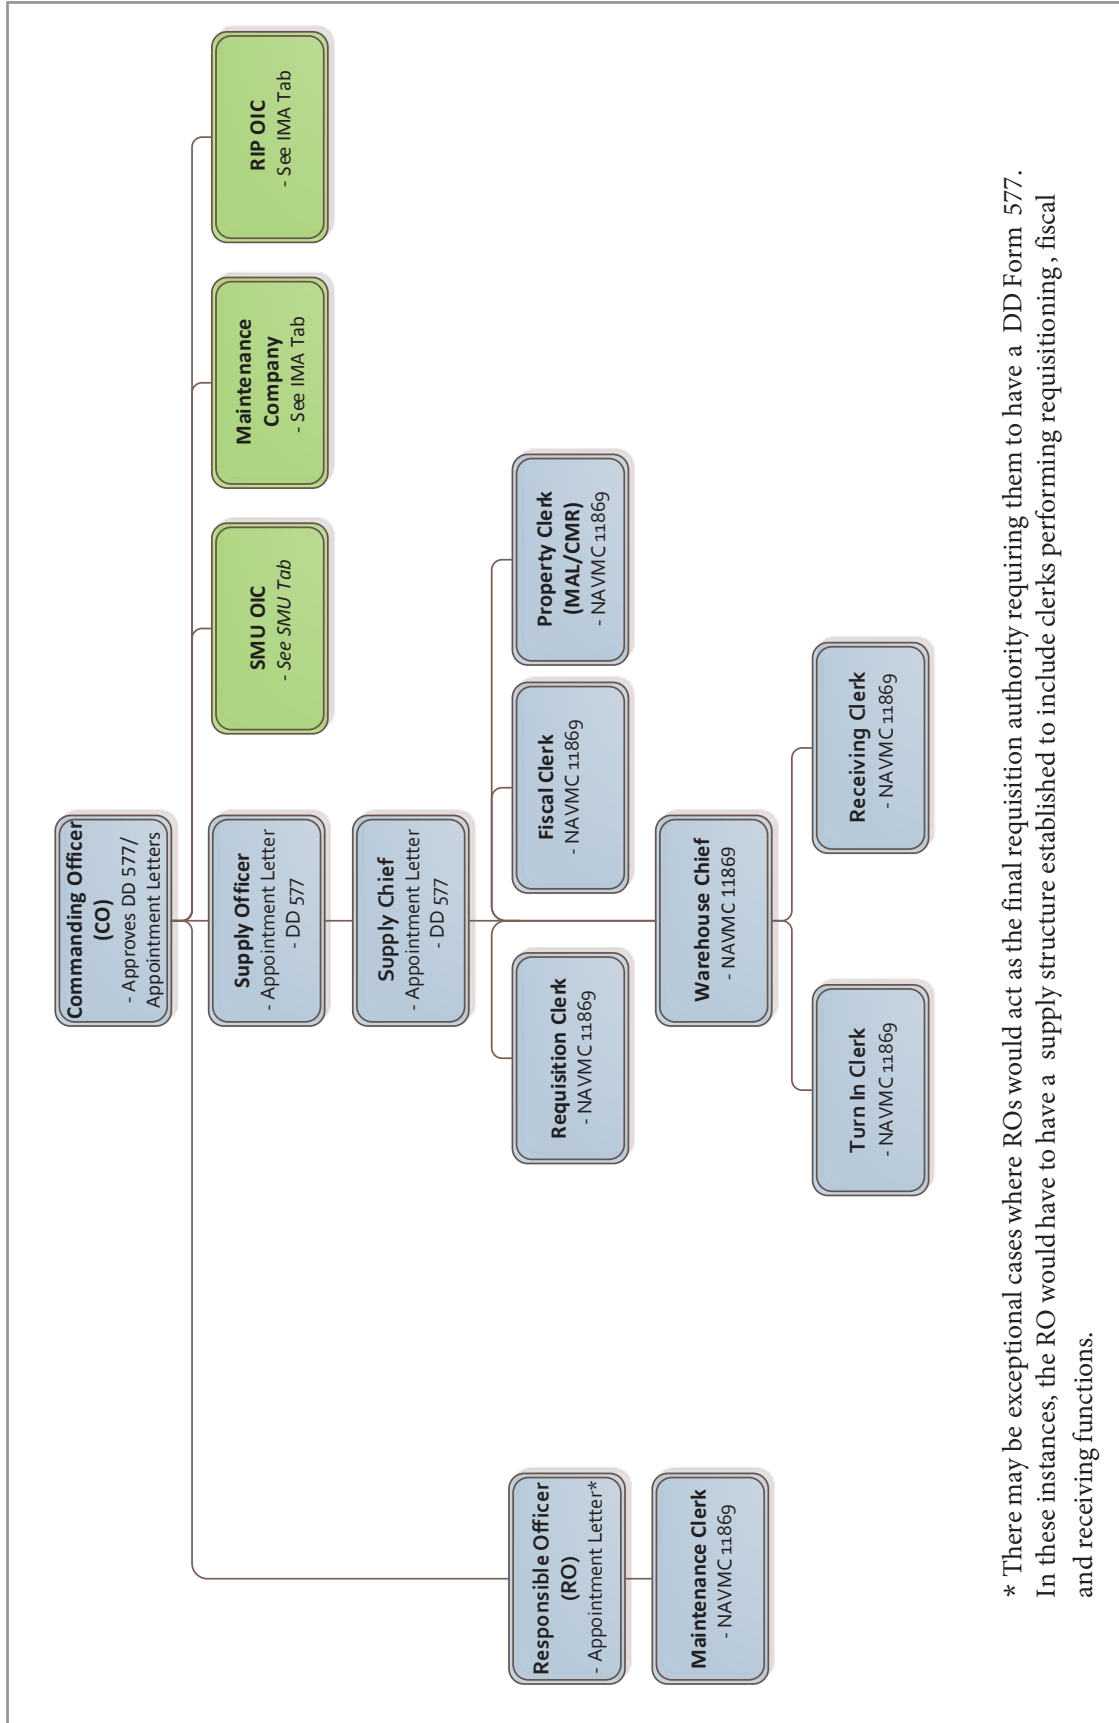 Commanding Officer
(CO)
- Approves DD 577/
Appointment Letters
Supply Officer
- Appointment Letter
- DD 577
SMU OIC
- See SMU Tab
Maintenance
Company
- See IMA Tab
RIP OIC
- See IMA Tab
Supply Chief
- Appointment Letter
- DD 577
Responsible Officer
(RO)
- Appointment Letter*
Requisition Clerk
- NAVMC 11869
Fiscal Clerk
- NAVMC 11869
Property Clerk
(MAL/CMR)
- NAVMC 11869
Maintenance Clerk
- NAVMC 11869
Warehouse Chief
- NAVMC 11869
Turn In Clerk
- NAVMC 11869
Receiving Clerk
- NAVMC 11869
* There may be exceptional cases where ROs would act as the final requisition authority requiring them to have a DD Form 577.
In these instances, the RO would have to have a supply structure established to include clerks performing requisitioning, fiscal
and receiving functions.